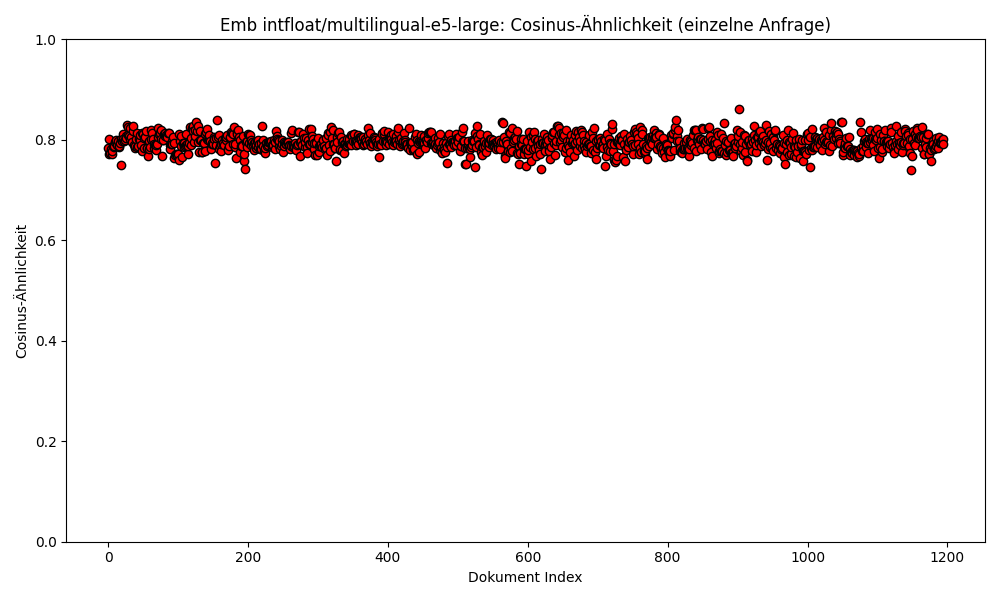 Emb intfloat/multilingual-e5-large: Cosinus-Ähnlichkeit (einzelne Anfrage)
1.0
0.8
0.6
0.4
0.2
0.0
Cosinus-Ähnlichkeit
0 200 400 600 800 1000 1200
Dokument Index